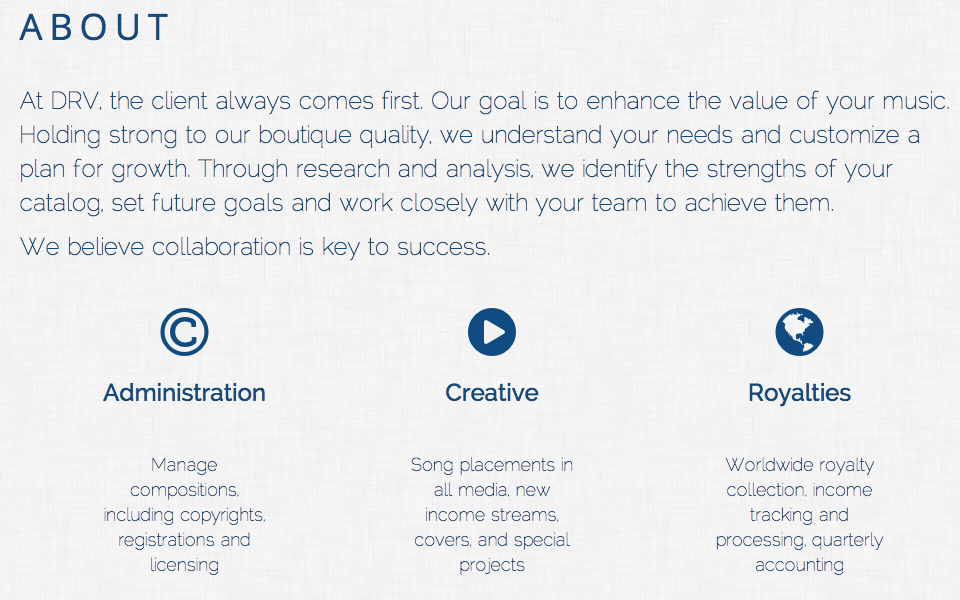 ABOUT
At DRV, the client always comes first. Our goal is to enhance the value of your music.
Holding strong to our boutique quality, we understand your needs and customize a
plan for growth. Through research and analysis, we identify the strengths of your
catalog, set future goals and work closely with your team to achieve them.
We believe collaboration is key to success.
©
Administration
Manage
compositions,
including copyrights,
registrations and
licensing
Creative
Song placements in
all media, new
income streams,
covers, and special
projects
Royalties
Worldwide royalty
collection, income
tracking and
processing, quarterly
accounting